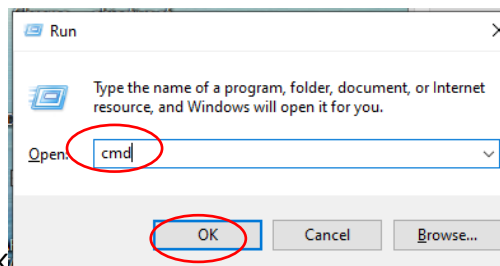 Run
Type the name of a program, folder, document, or Internet
resource, and Windows will open it for you.
Open: cmd
OK Cancel Browse...